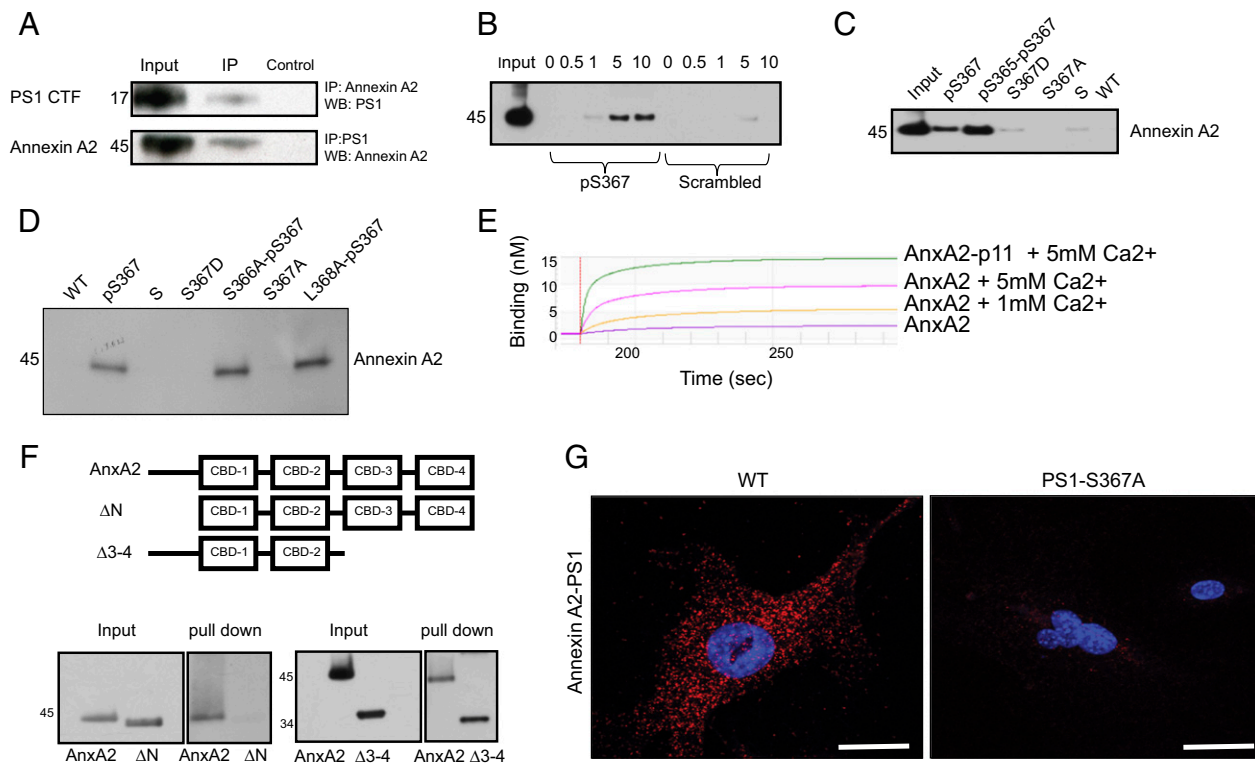 A
Input IP Control
PS1 CTF 17
IP: Annexin A2
WB: PS1
Annexin A2 45
IP:PS1
WB: Annexin A2
B
Input 0 0.5 1 5 10 0 0.5 1 5 10
45
pS367 Scrambled
C
Input pS367 pS365-pS367 S367D S367A S WT
45 Annexin A2
D
WT pS367 S S367D S366A-pS367 S367A L368A-pS367
45 Annexin A2
E
Binding (nM)
15
10
5
0
200 250
Time (sec)
AnxA2-p11 + 5mM Ca2+
AnxA2 + 5mM Ca2+
AnxA2 + 1mM Ca2+
AnxA2
F
AnxA2 CBD-1 CBD-2 CBD-3 CBD-4
ΔN CBD-1 CBD-2 CBD-3 CBD-4
Δ3-4 CBD-1 CBD-2
Input pull down Input pull down
45
45
34
AnxA2 ΔN AnxA2 ΔN AnxA2 Δ3-4 AnxA2 Δ3-4
G
WT PS1-S367A
Annexin A2-PS1